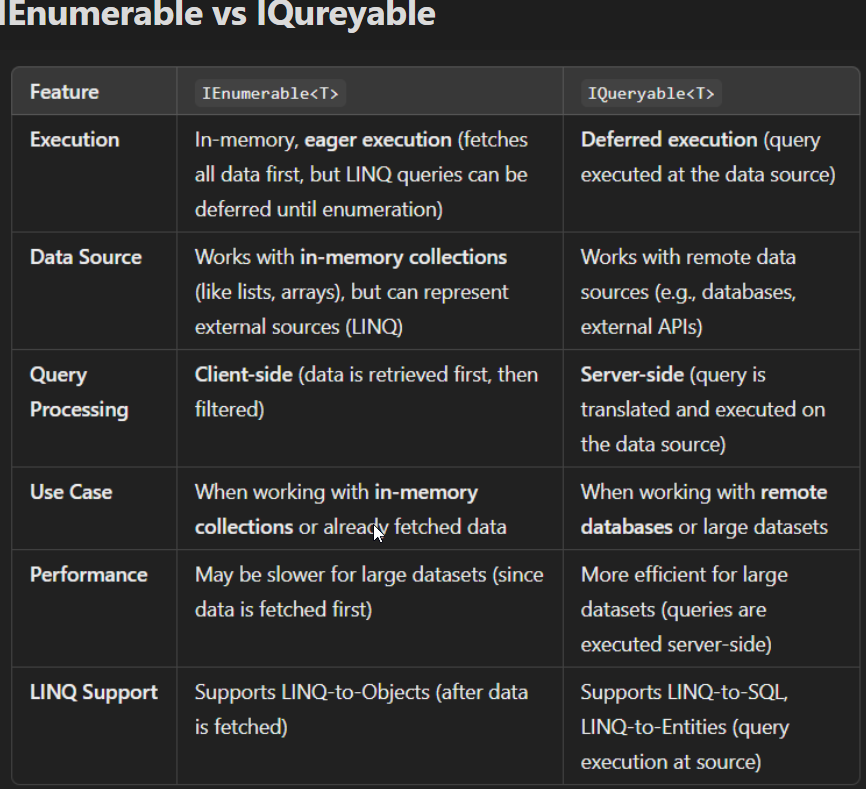 IEnumerable vs IQureyable
Feature IEnumerable<T> IQueryable<T>
Execution In-memory, eager execution (fetches Deferred execution (query
all data first, but LINQ queries can be executed at the data source)
deferred until enumeration)
Data Source Works with in-memory collections Works with remote data
(like lists, arrays), but can represent sources (e.g., databases,
external sources (LINQ) external APIs)
Query Client-side (data is retrieved first, then Server-side (query is
Processing filtered) translated and executed on
the data source)
Use Case When working with in-memory When working with remote
collections or already fetched data databases or large datasets
Performance May be slower for large datasets (since More efficient for large
data is fetched first) datasets (queries are
executed server-side)
LINQ Support Supports LINQ-to-Objects (after data Supports LINQ-to-SQL,
is fetched) LINQ-to-Entities (query
execution at source)